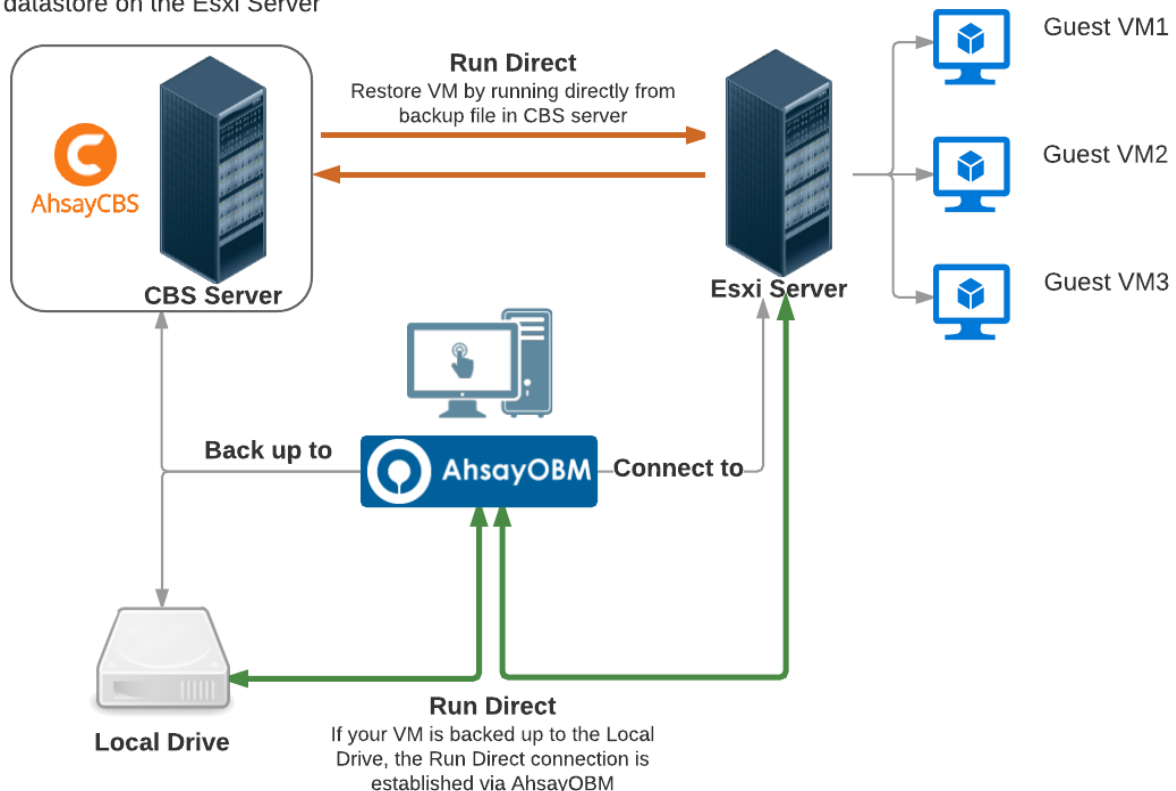 datastore on the Esxi Server
Guest VM1
Run Direct
Restore VM by running directly from
backup file in CBS server
AhsayCBS
Guest VM2
CBS Server
Esxi Server
Guest VM3
Back up to
AhsayOBM
Connect to
Run Direct
If your VM is backed up to the Local
Drive, the Run Direct connection is
established via AhsayOBM
Local Drive